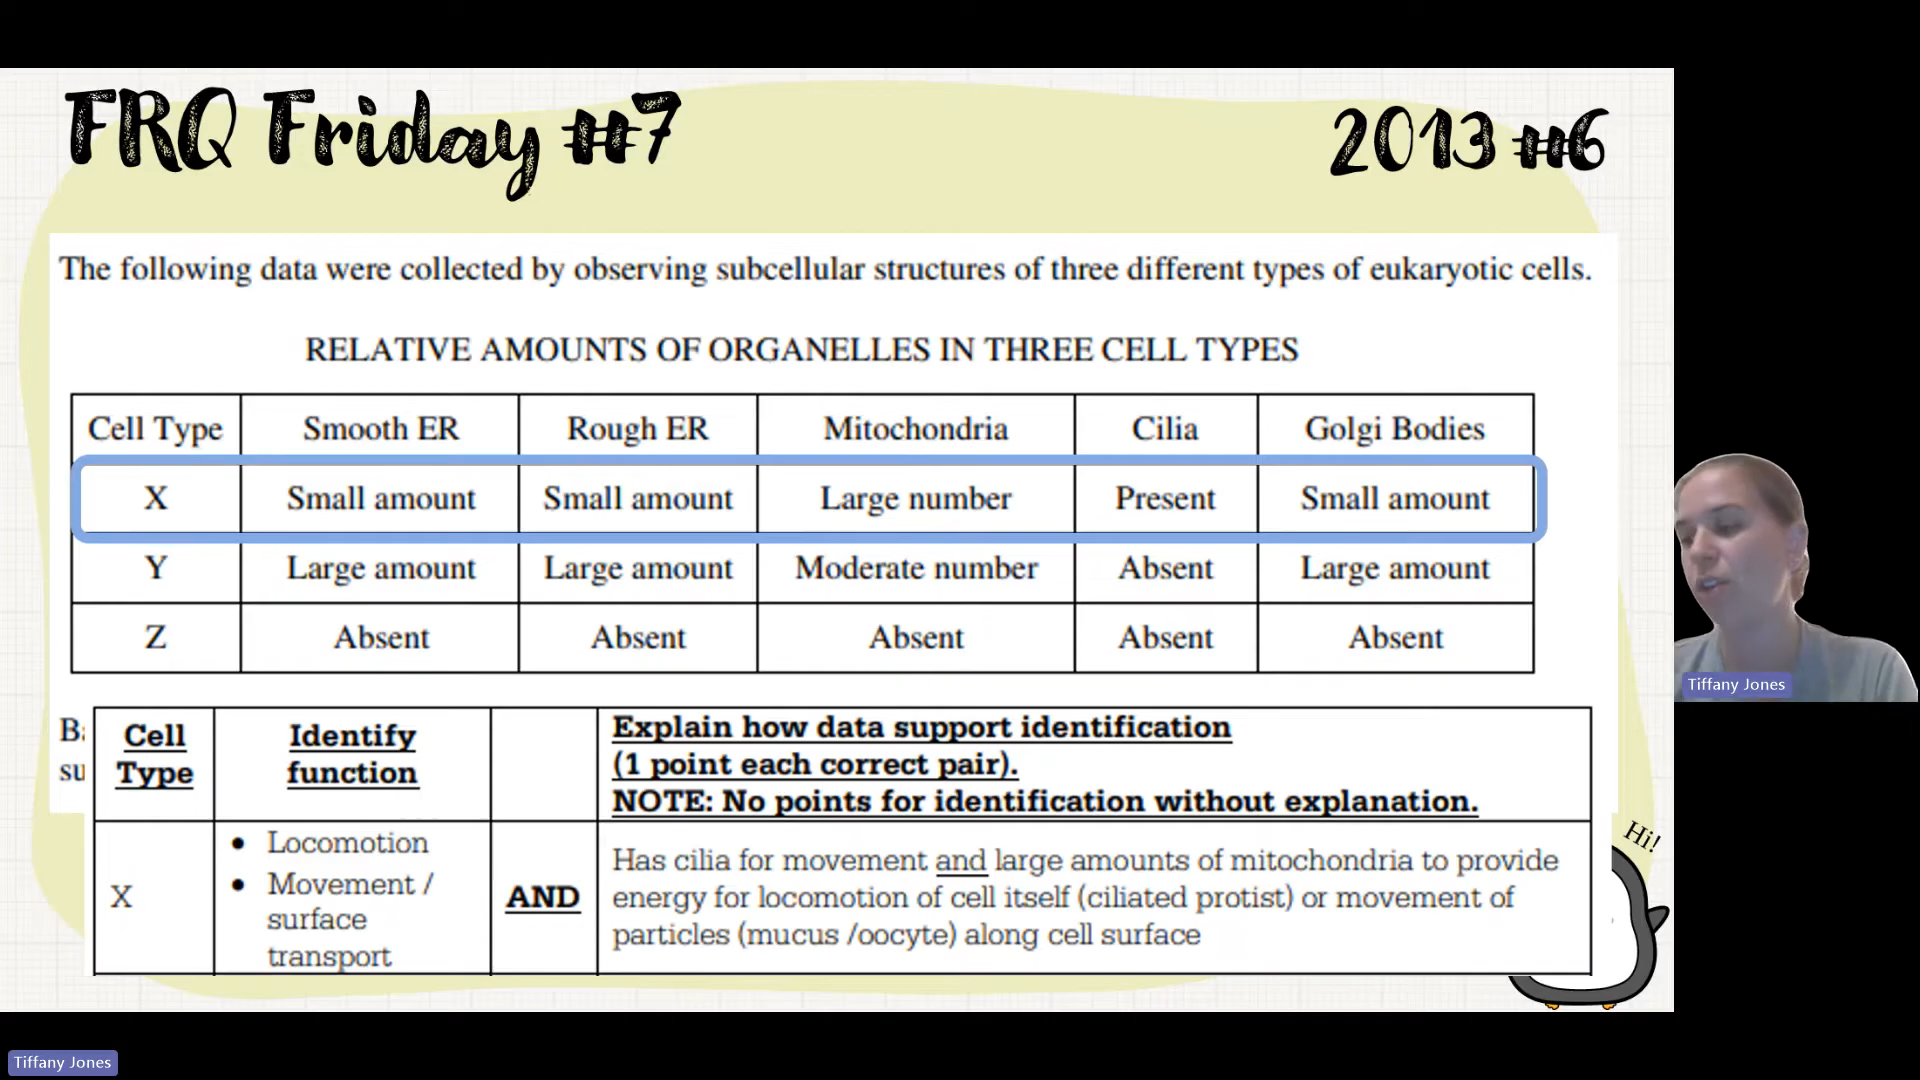 FRQ Friday #7
2013 #6
The following data were collected by observing subcellular structures of three different types of eukaryotic cells.
RELATIVE AMOUNTS OF ORGANELLES IN THREE CELL TYPES
Cell Type Smooth ER Rough ER Mitochondria Cilia Golgi Bodies
X Small amount Small amount Large number Present Small amount
Y Large amount Large amount Moderate number Absent Large amount
Z Absent Absent Absent Absent Absent
Cell Type
Identify function
Explain how data support identification
(1 point each correct pair).
NOTE: No points for identification without explanation.
X
• Locomotion
• Movement /
surface
transport
AND
Has cilia for movement and large amounts of mitochondria to provide
energy for locomotion of cell itself (ciliated protist) or movement of
particles (mucus /oocyte) along cell surface
Hi!
Tiffany Jones
Tiffany Jones